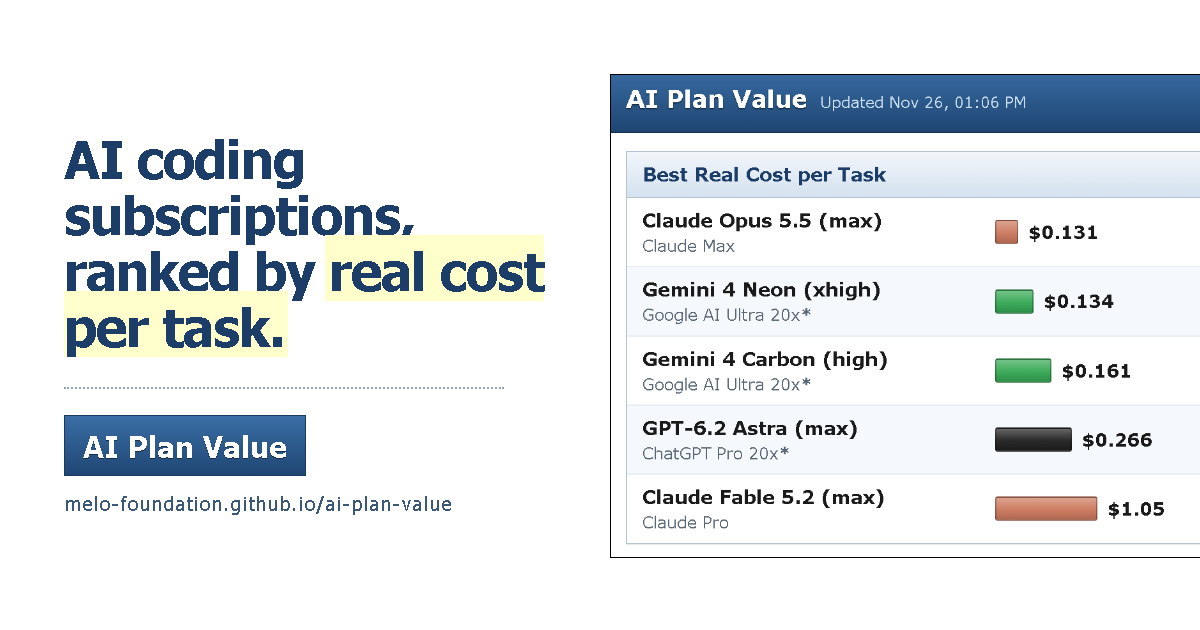 AI coding
subscriptions,
ranked by real cost
per task.
AI Plan Value
melo-foundation.github.io/ai-plan-value
AI Plan Value Updated Nov 26, 01:06 PM
Best Real Cost per Task
Claude Opus 5.5 (max)
Claude Max
$0.131
Gemini 4 Neon (xhigh)
Google AI Ultra 20x*
$0.134
Gemini 4 Carbon (high)
Google AI Ultra 20x*
$0.161
GPT-6.2 Astra (max)
ChatGPT Pro 20x*
$0.266
Claude Fable 5.2 (max)
Claude Pro
$1.05